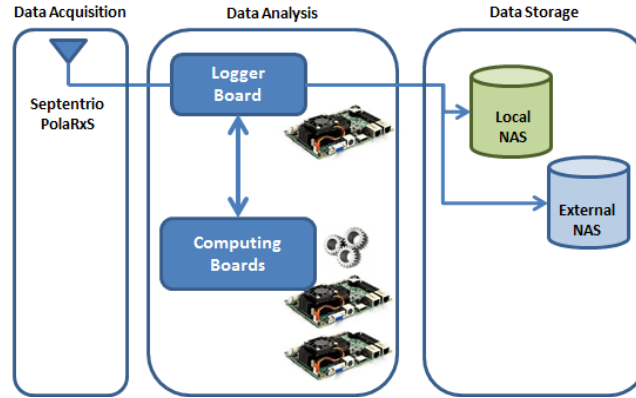 Data Acquisition
Data Analysis
Data Storage
Septentrio
PolaRxS
Logger
Board
Local
NAS
External
NAS
Computing
Boards